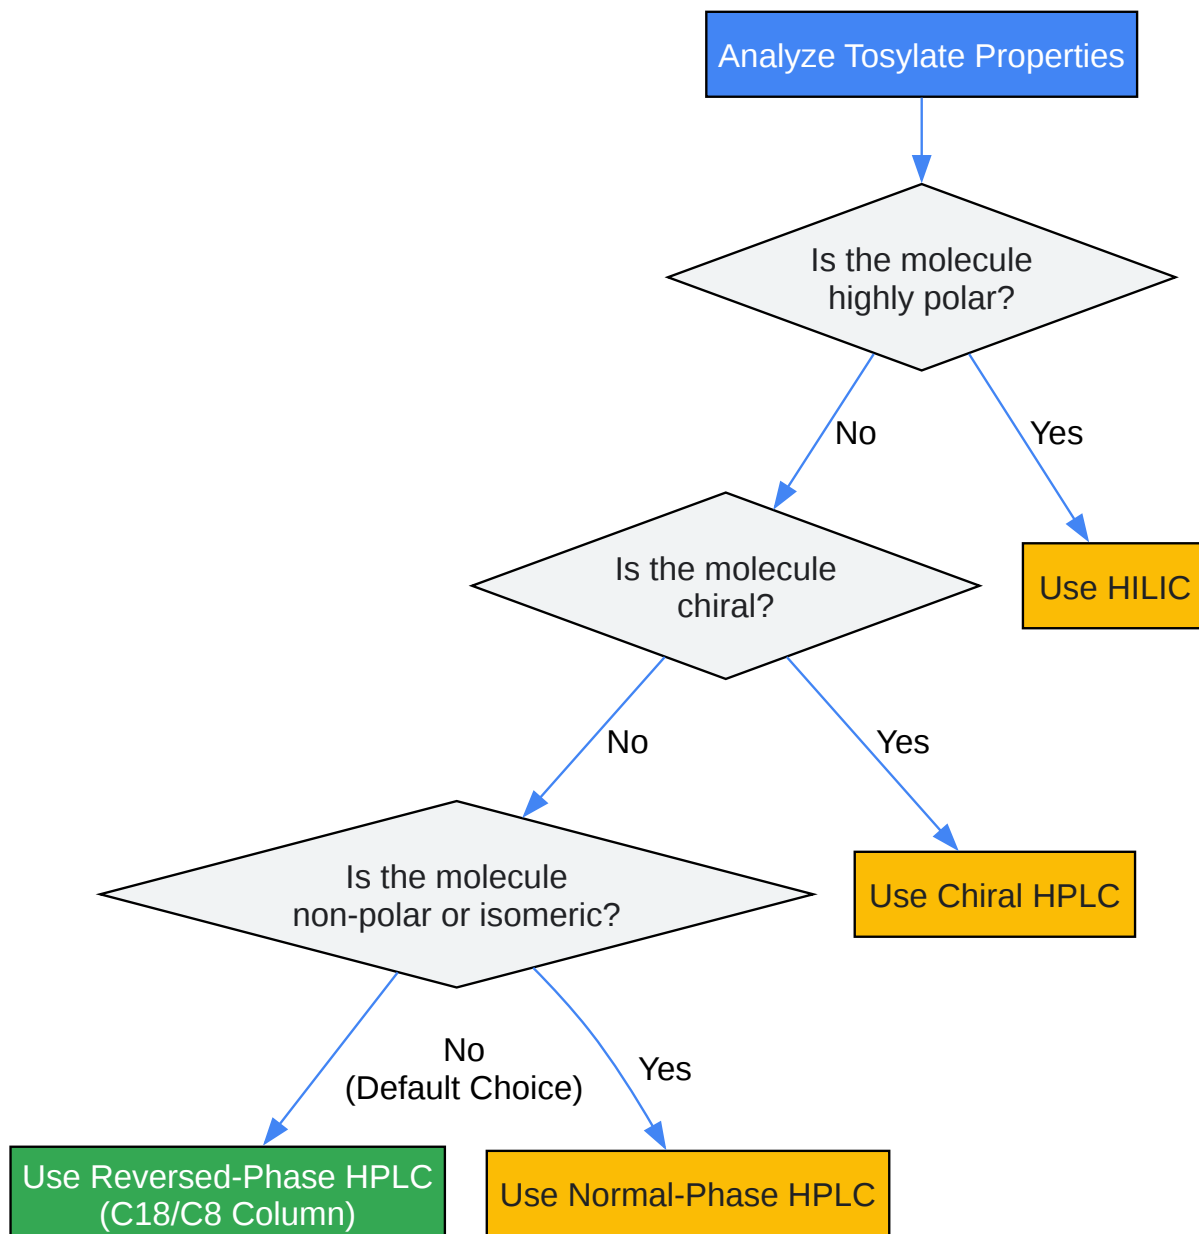 Analyze Tosylate Properties
Is the molecule
highly polar?
No
Yes
Is the molecule
chiral?
Use HILIC
No
Yes
Is the molecule
non-polar or isomeric?
Use Chiral HPLC
No
(Default Choice)
Yes
Use Reversed-Phase HPLC
(C18/C8 Column)
Use Normal-Phase HPLC